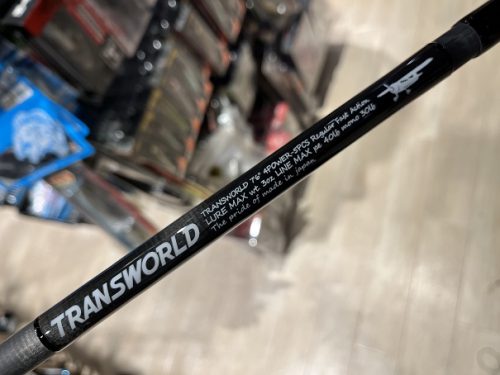 TRANSWORLD
TRANSWORLD 7'6" 4POWER-5PCS Regular Fast Action
LURE MAX wt 3oz LINE MAX pe 40lb mono 30lb
The pride of made in japan